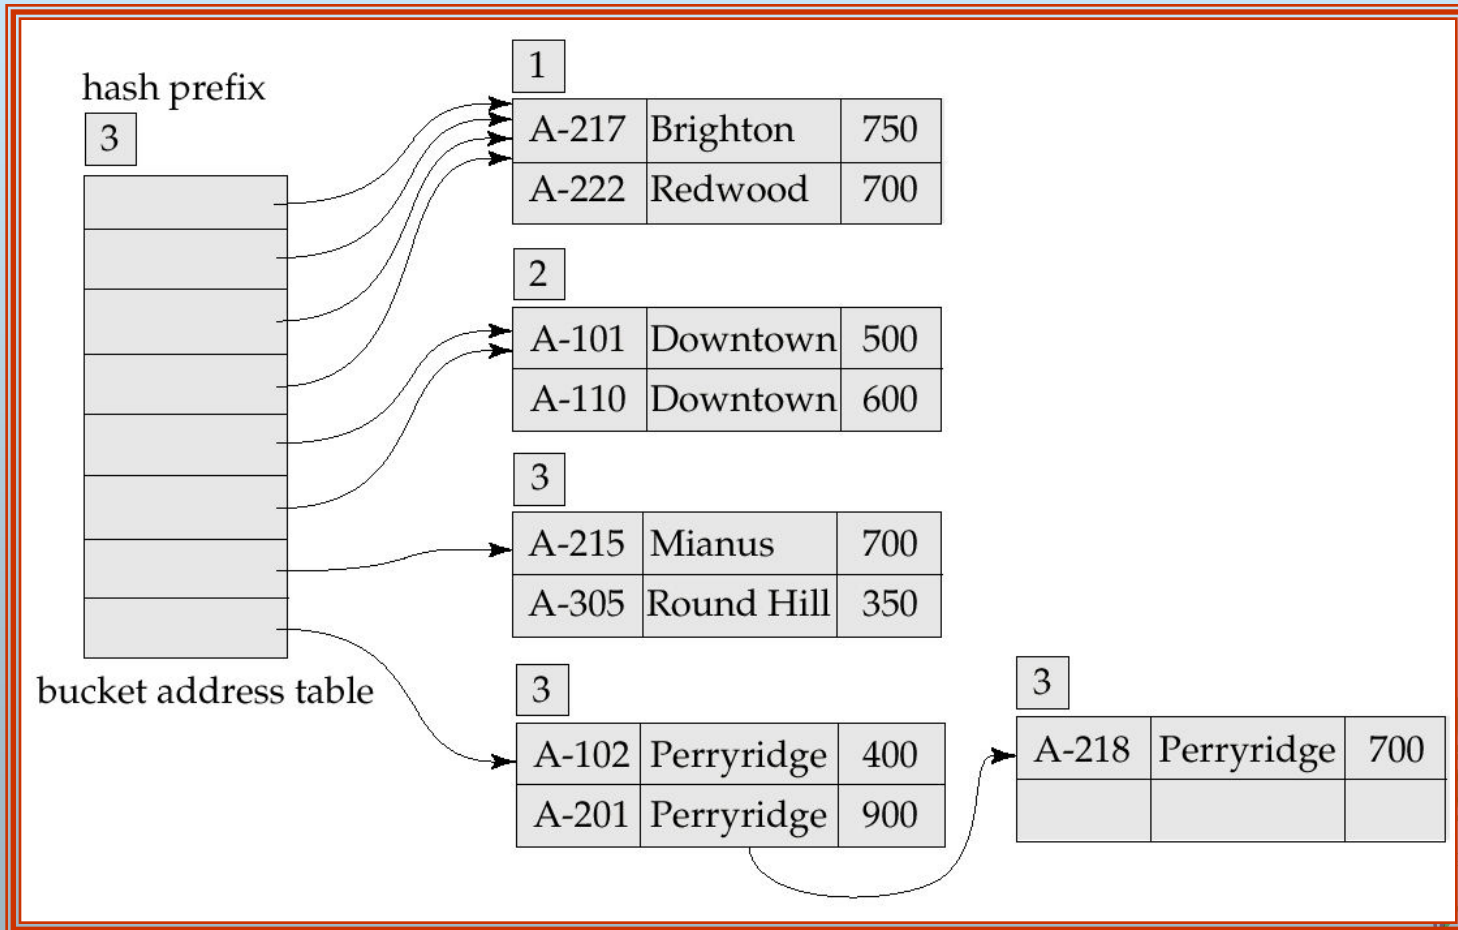 hash prefix
3
bucket address table
1
A-217 Brighton 750
A-222 Redwood 700
2
A-101 Downtown 500
A-110 Downtown 600
3
A-215 Mianus 700
A-305 Round Hill 350
3
A-102 Perryridge 400
A-201 Perryridge 900
3
A-218 Perryridge 700